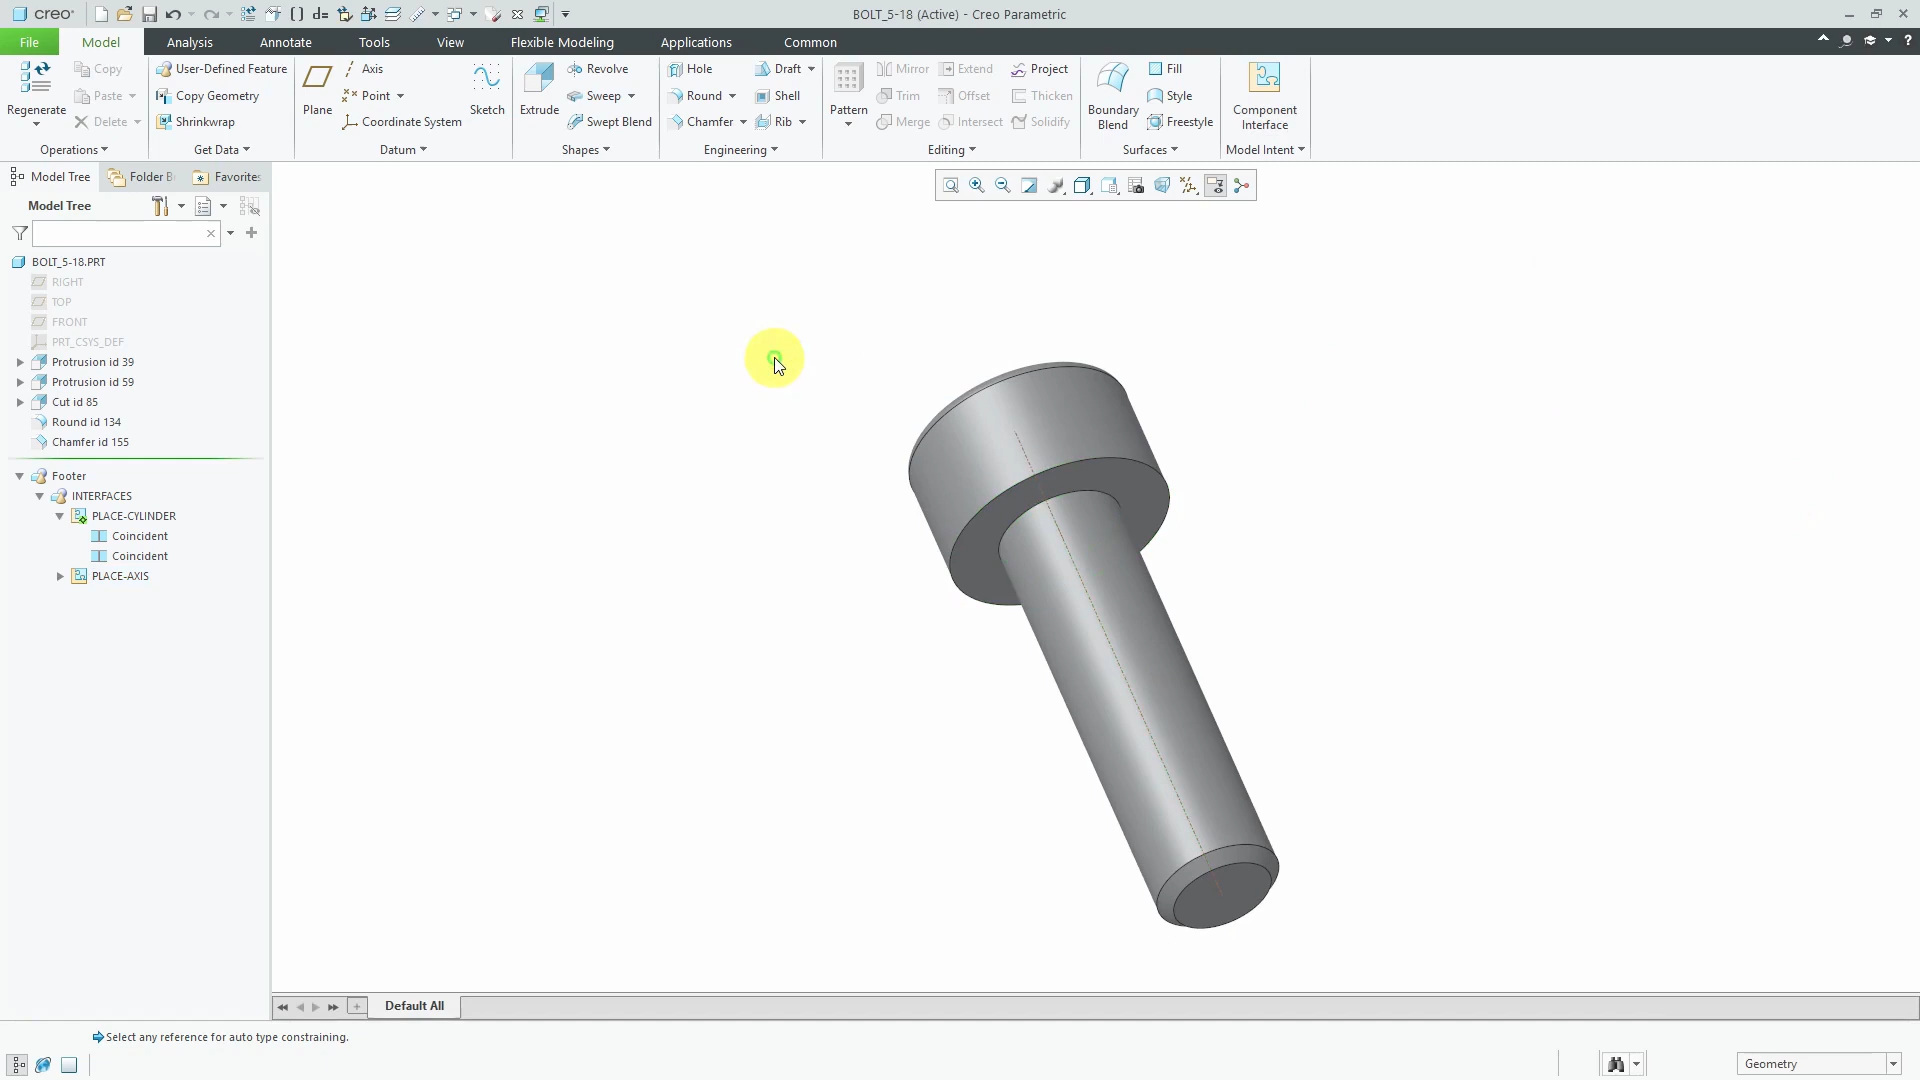 creo
BOLT_5-18 (Active) - Creo Parametric
File
Model
Analysis
Annotate
Tools
View
Flexible Modeling
Applications
Common
Regenerate
Copy
Paste
Delete
Operations
User-Defined Feature
Copy Geometry
Shrinkwrap
Get Data
Plane
Axis
Point
Coordinate System
Sketch
Datum
Extrude
Revolve
Sweep
Swept Blend
Shapes
Hole
Round
Chamfer
Draft
Shell
Rib
Engineering
Pattern
Mirror
Trim
Merge
Extend
Offset
Intersect
Project
Thicken
Solidify
Editing
Boundary
Blend
Fill
Style
Freestyle
Surfaces
Component
Interface
Model Intent
Model Tree
Folder B
Favorites
Model Tree
BOLT_5-18.PRT
RIGHT
TOP
FRONT
PRT_CSYS_DEF
Protrusion id 39
Protrusion id 59
Cut id 85
Round id 134
Chamfer id 155
Footer
INTERFACES
PLACE-CYLINDER
Coincident
Coincident
PLACE-AXIS
Default All
Select any reference for auto type constraining.
Geometry